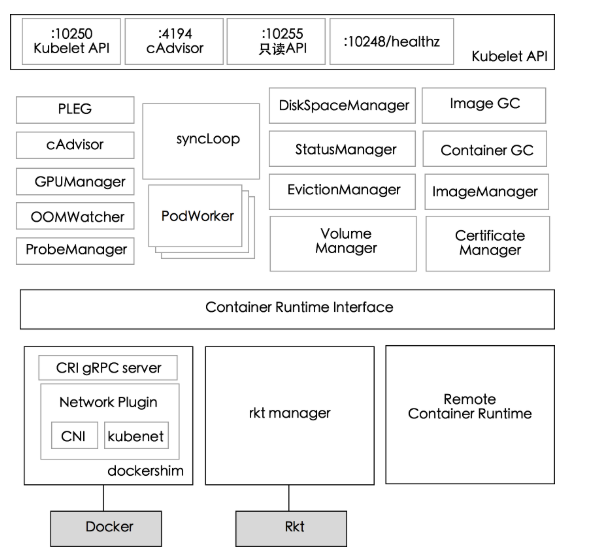 :10250
Kubelet API
:4194
cAdvisor
:10255
只读API
:10248/healthz
Kubelet API
PLEG
cAdvisor
GPUManager
OOMWatcher
ProbeManager
syncLoop
PodWorker
DiskSpaceManager
StatusManager
EvictionManager
Volume
Manager
Image GC
Container GC
ImageManager
Certificate
Manager
Container Runtime Interface
CRI gRPC server
Network Plugin
CNI
kubenet
dockershim
rkt manager
Remote
Container Runtime
Docker
Rkt